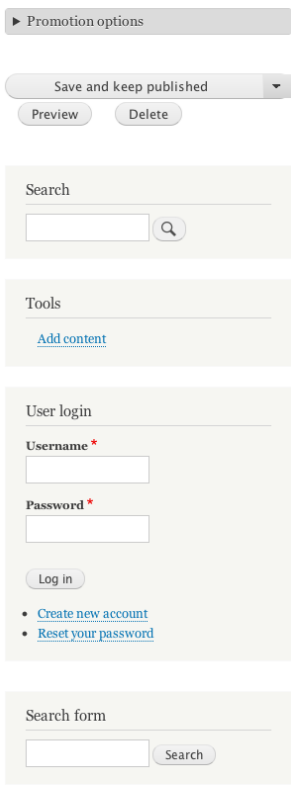 Promotion options
Save and keep published
Preview Delete
Search
Tools
Add content
User login
Username *
Password *
Log in
Create new account
Reset your password
Search form
Search